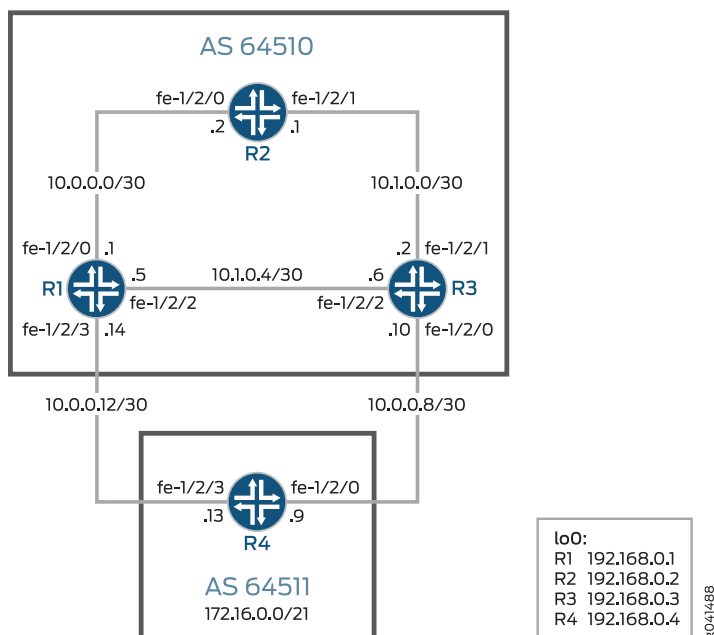 AS 64510
fe-1/2/0 fe-1/2/1
.2 .1
R2
10.0.0.0/30 10.1.0.0/30
fe-1/2/0 .1 .2 fe-1/2/1
.5 10.1.0.4/30 .6
R1 R3
fe-1/2/2 fe-1/2/2
fe-1/2/3 .14 .10 fe-1/2/0
10.0.0.12/30 10.0.0.8/30
fe-1/2/3 fe-1/2/0
.13 .9
R4
AS 64511
172.16.0.0/21
lo0:
R1 192.168.0.1
R2 192.168.0.2
R3 192.168.0.3
R4 192.168.0.4